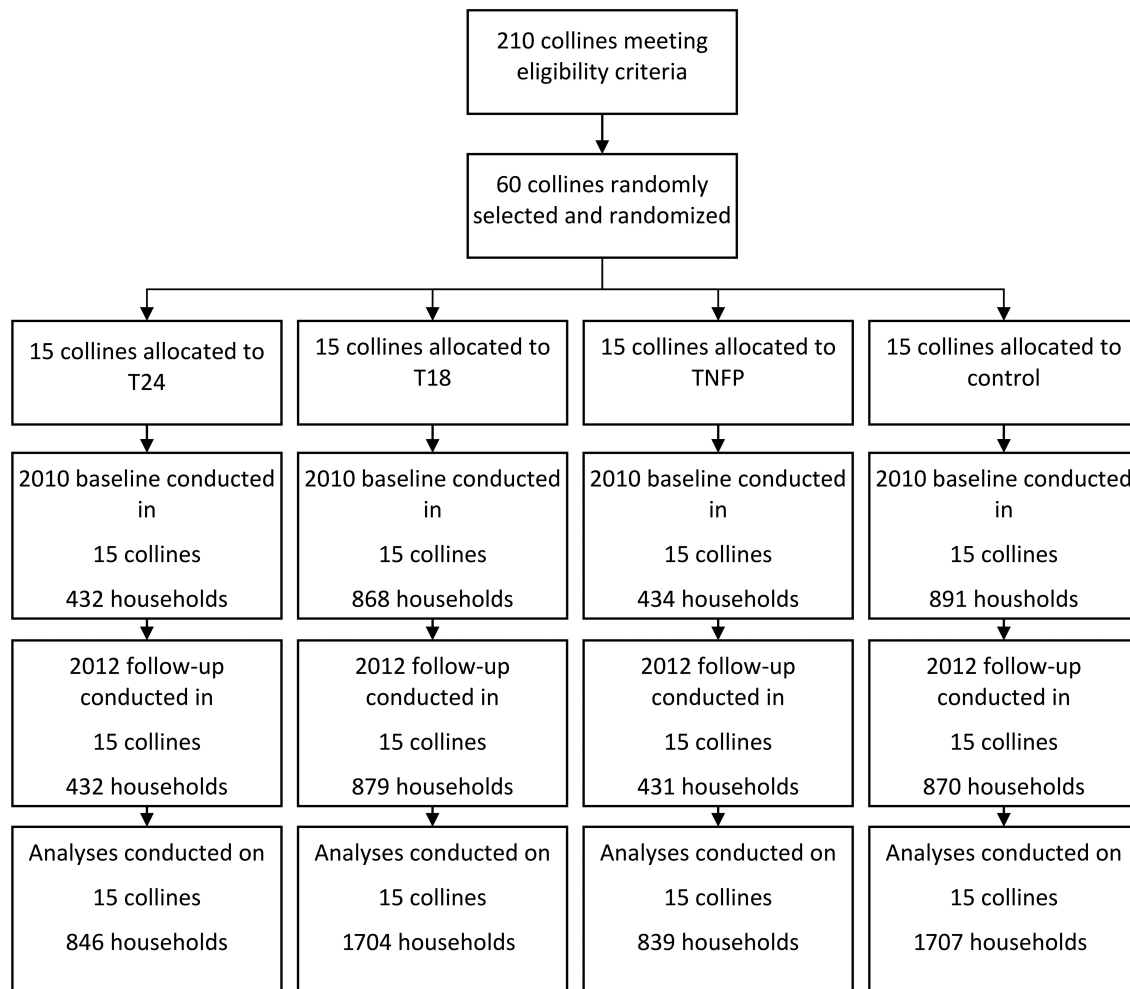 210 collines meeting
eligibility criteria
60 collines randomly
selected and randomized
15 collines allocated to
T24
15 collines allocated to
T18
15 collines allocated to
TNFP
15 collines allocated to
control
2010 baseline conducted
in
15 collines
432 households
2010 baseline conducted
in
15 collines
868 households
2010 baseline conducted
in
15 collines
434 households
2010 baseline conducted
in
15 collines
891 housholds
2012 follow-up
conducted in
15 collines
432 households
2012 follow-up
conducted in
15 collines
879 households
2012 follow-up
conducted in
15 collines
431 households
2012 follow-up
conducted in
15 collines
870 households
Analyses conducted on
15 collines
846 households
Analyses conducted on
15 collines
1704 households
Analyses conducted on
15 collines
839 households
Analyses conducted on
15 collines
1707 households